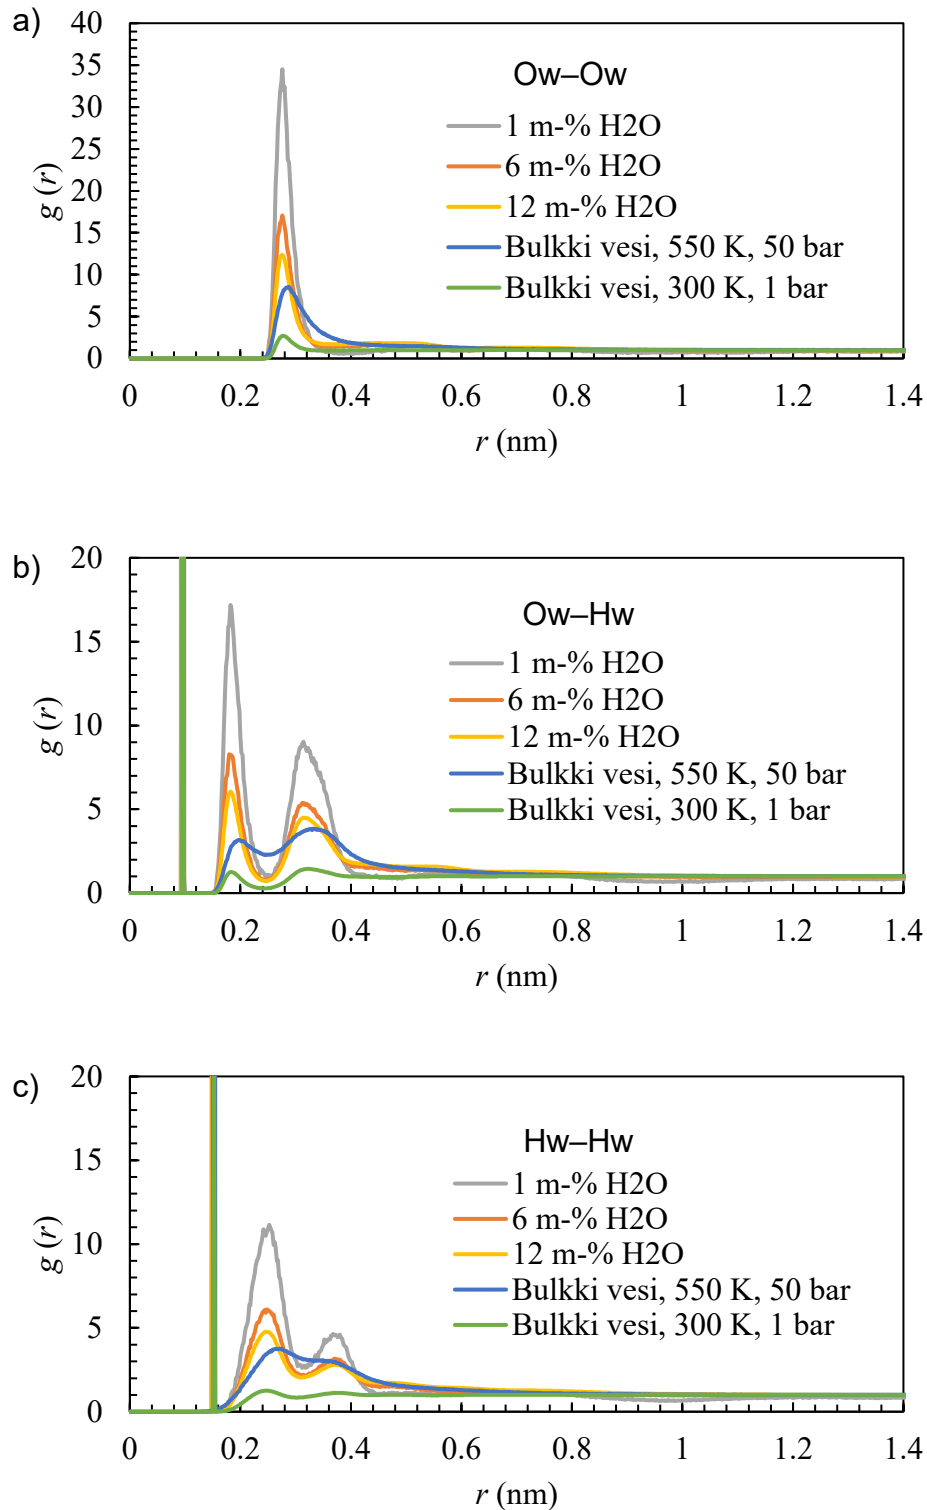 a)
40
35
30
25
20
15
10
5
0
g (r)
Ow–Ow
1 m-% H2O
6 m-% H2O
12 m-% H2O
Bulkki vesi, 550 K, 50 bar
Bulkki vesi, 300 K, 1 bar
0 0.2 0.4 0.6 0.8 1 1.2 1.4
r (nm)
b)
20
15
10
5
0
g (r)
Ow–Hw
1 m-% H2O
6 m-% H2O
12 m-% H2O
Bulkki vesi, 550 K, 50 bar
Bulkki vesi, 300 K, 1 bar
0 0.2 0.4 0.6 0.8 1 1.2 1.4
r (nm)
c)
20
15
10
5
0
g (r)
Hw–Hw
1 m-% H2O
6 m-% H2O
12 m-% H2O
Bulkki vesi, 550 K, 50 bar
Bulkki vesi, 300 K, 1 bar
0 0.2 0.4 0.6 0.8 1 1.2 1.4
r (nm)